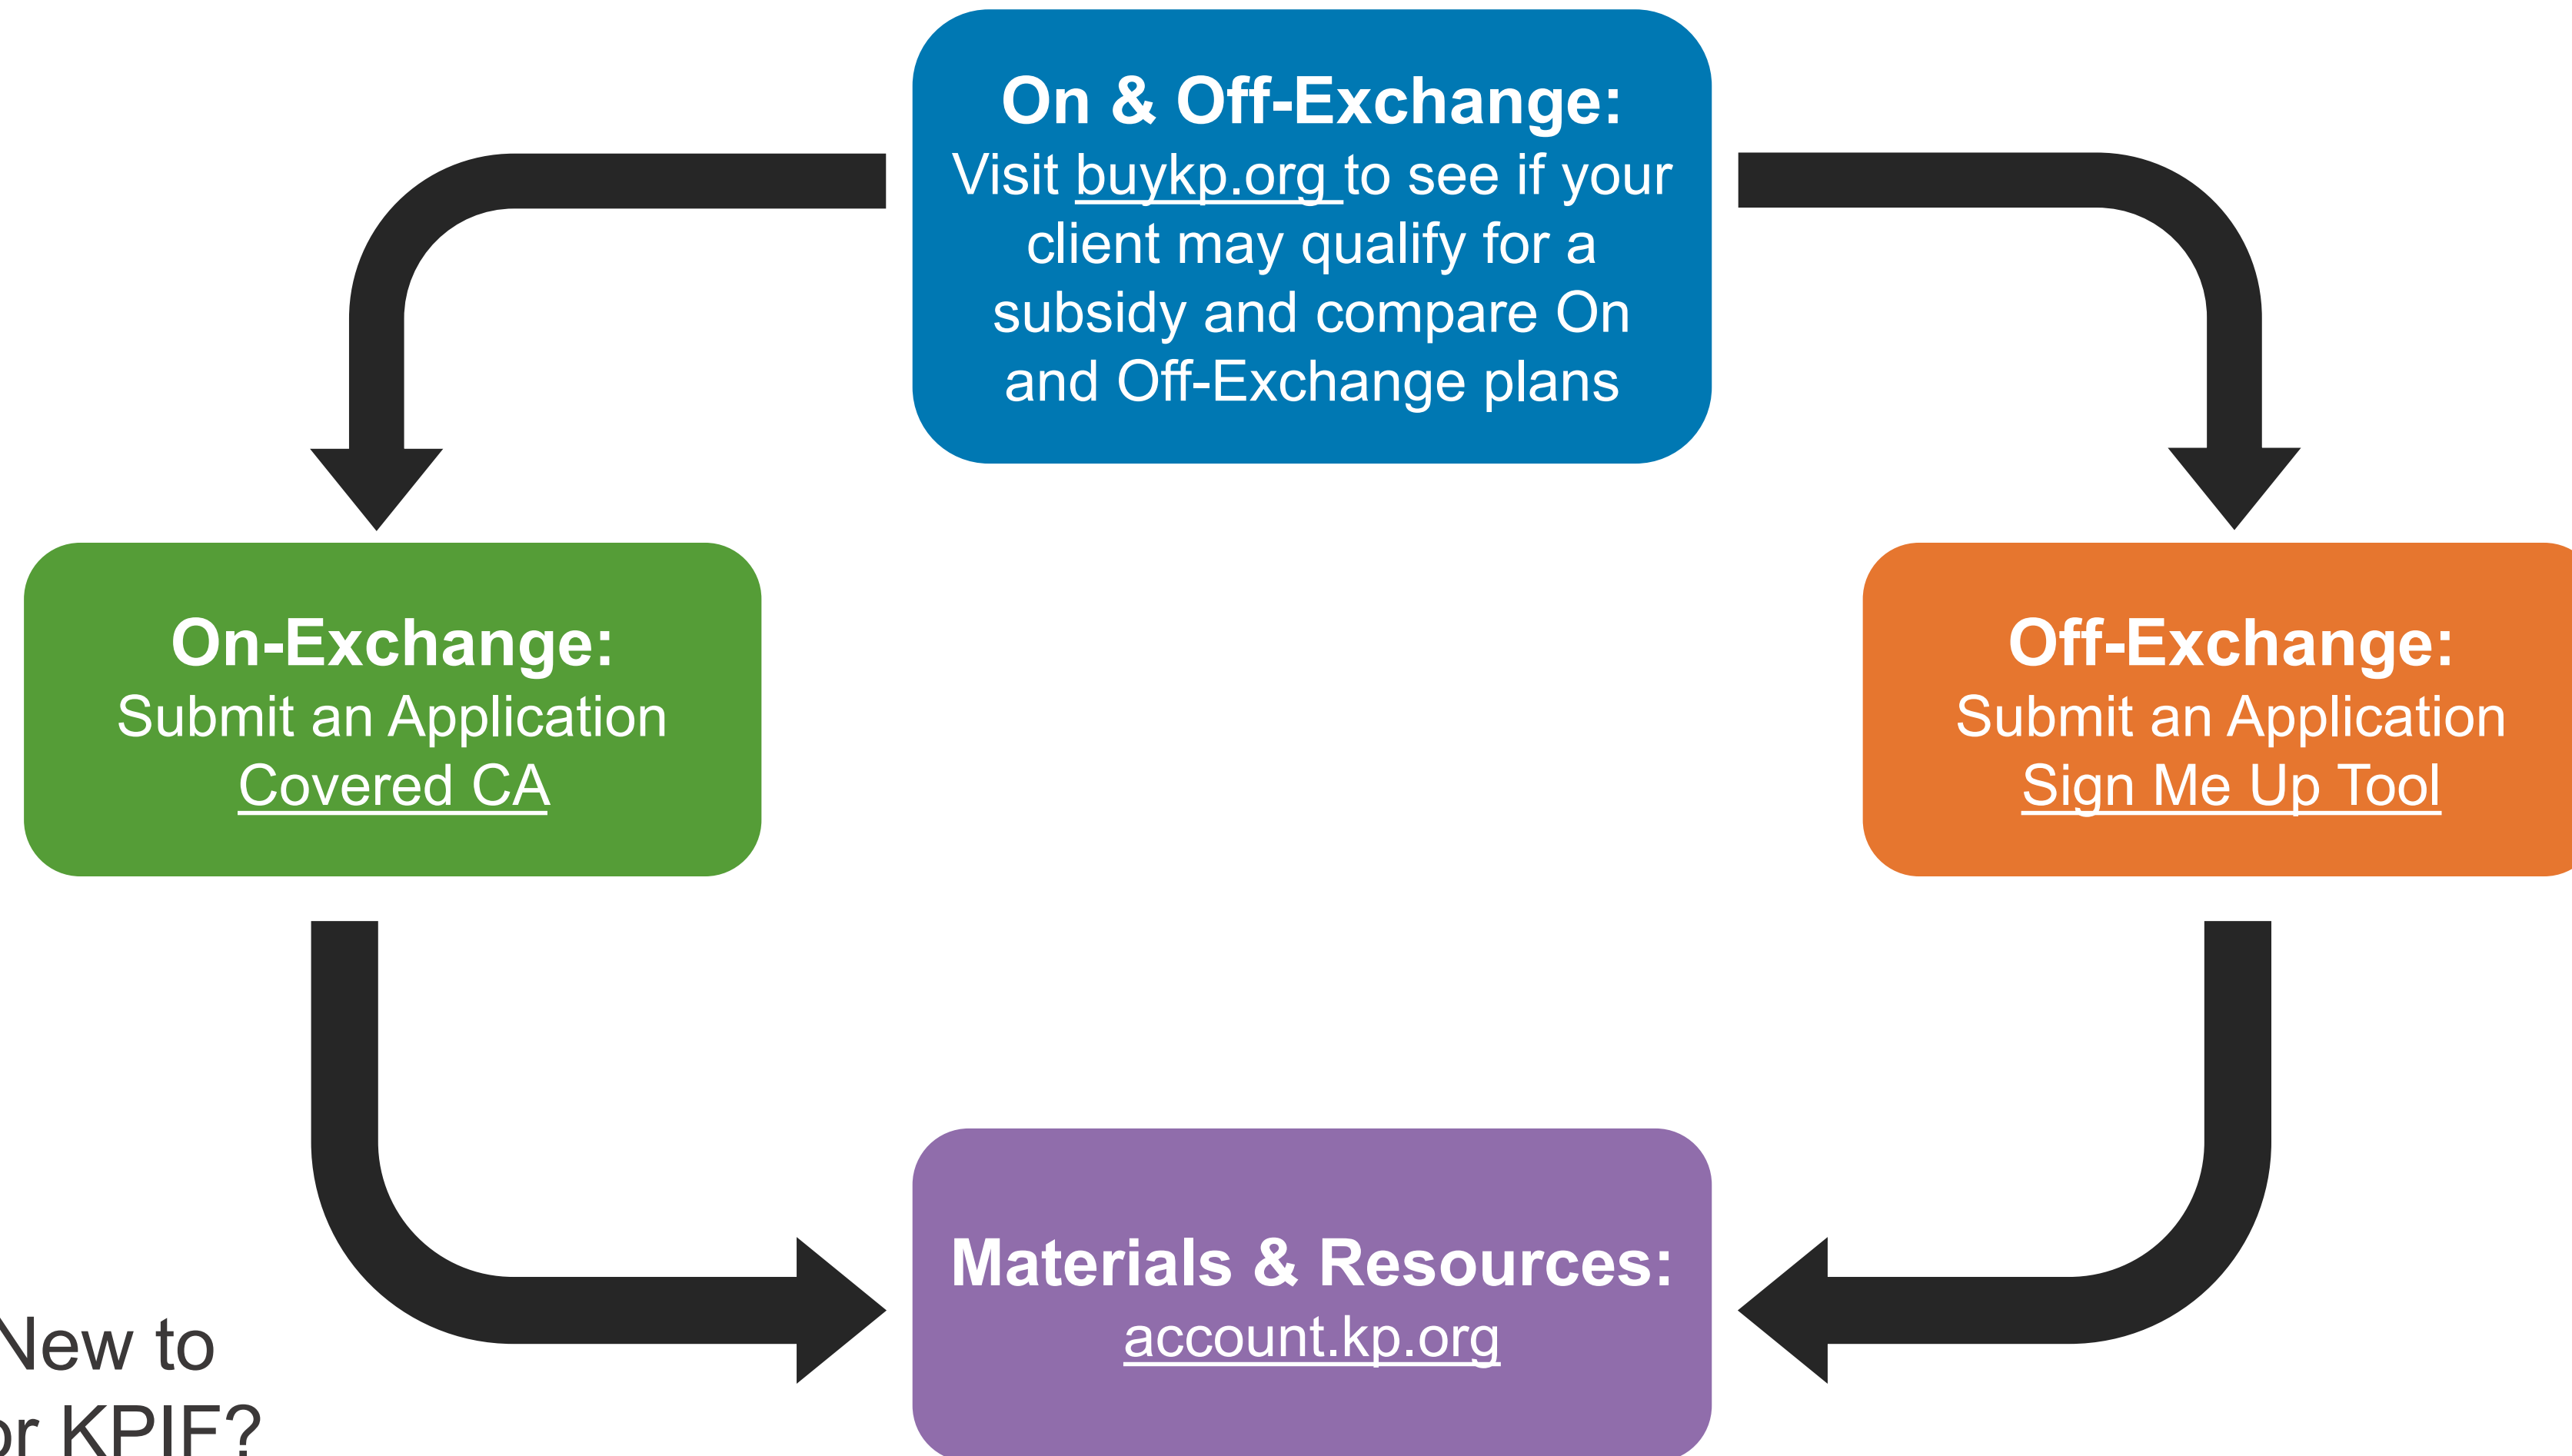 On & Off-Exchange:
Visit buykp.org to see if your
client may qualify for a
subsidy and compare On
and Off-Exchange plans
On-Exchange:
Submit an Application
Covered CA
Off-Exchange:
Submit an Application
Sign Me Up Tool
Materials & Resources:
account.kp.org
New to
or KPIF?